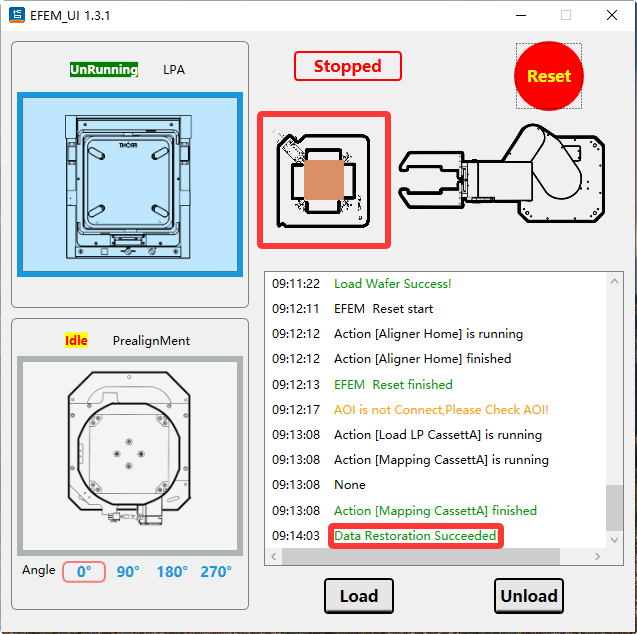 EFEM_UI 1.3.1
UnRunning LPA
THORR
Stopped
Reset
09:11:22 Load Wafer Success!
09:12:11 EFEM Reset start
09:12:12 Action [Aligner Home] is running
09:12:12 Action [Aligner Home] finished
09:12:13 EFEM Reset finished
09:12:17 AOI is not Connect,Please Check AOI!
09:13:08 Action [Load LP CassettA] is running
09:13:08 Action [Mapping CassettA] is running
09:13:08 None
09:13:08 Action [Mapping CassettA] finished
09:14:03 Data Restoration Succeeded
Idle PrealignMent
Angle 0° 90° 180° 270°
Load Unload